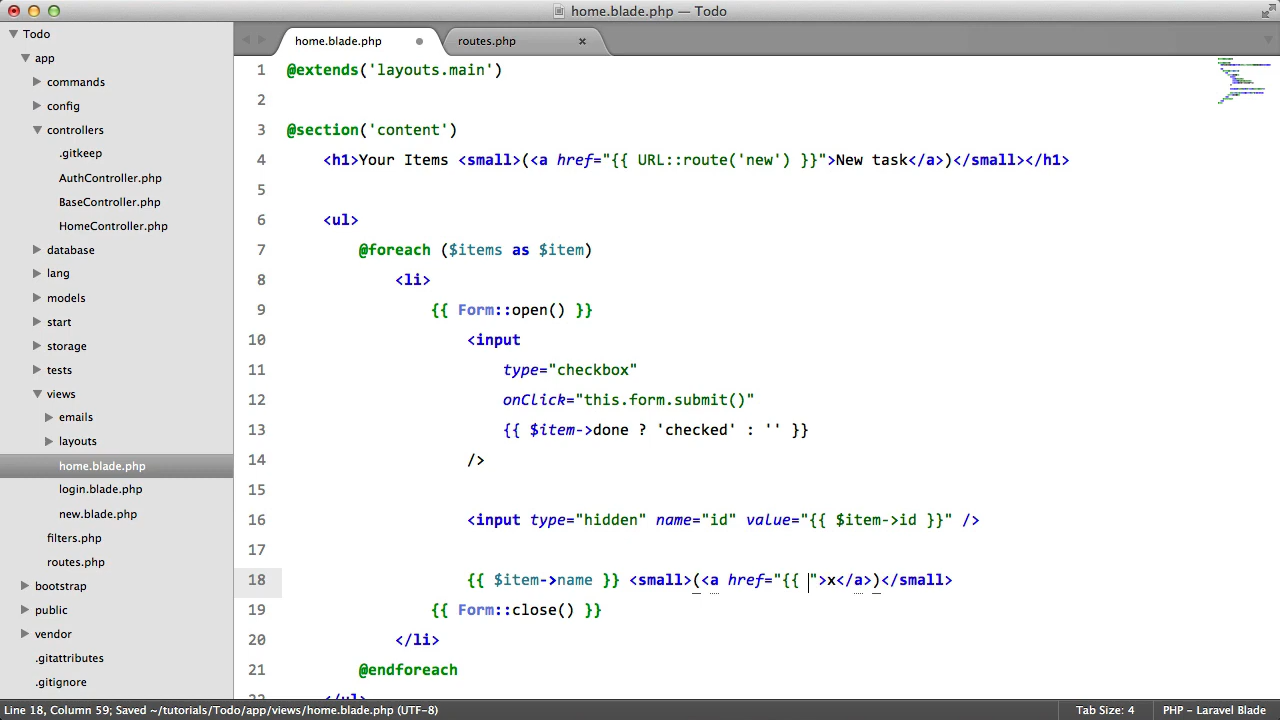 home.blade.php — Todo
Todo
app
commands
config
controllers
.gitkeep
AuthController.php
BaseController.php
HomeController.php
database
lang
models
start
storage
tests
views
emails
layouts
home.blade.php
login.blade.php
new.blade.php
filters.php
routes.php
bootstrap
public
vendor
.gitattributes
.gitignore
home.blade.php
routes.php ×
1 @extends('layouts.main')
2
3 @section('content')
4 <h1>Your Items <small>(<a href="{{ URL::route('new') }}">New task</a>)</small></h1>
5
6 <ul>
7 @foreach ($items as $item)
8 <li>
9 {{ Form::open() }}
10 <input
11 type="checkbox"
12 onClick="this.form.submit()"
13 {{ $item->done ? 'checked' : '' }}
14 />
15
16 <input type="hidden" name="id" value="{{ $item->id }}" />
17
18 {{ $item->name }} <small>(<a href="{{ ">x</a>)</small>
19 {{ Form::close() }}
20 </li>
21 @endforeach
22 </ul>
Line 18, Column 59; Saved ~/tutorials/Todo/app/views/home.blade.php (UTF-8)
Tab Size: 4
PHP - Laravel Blade